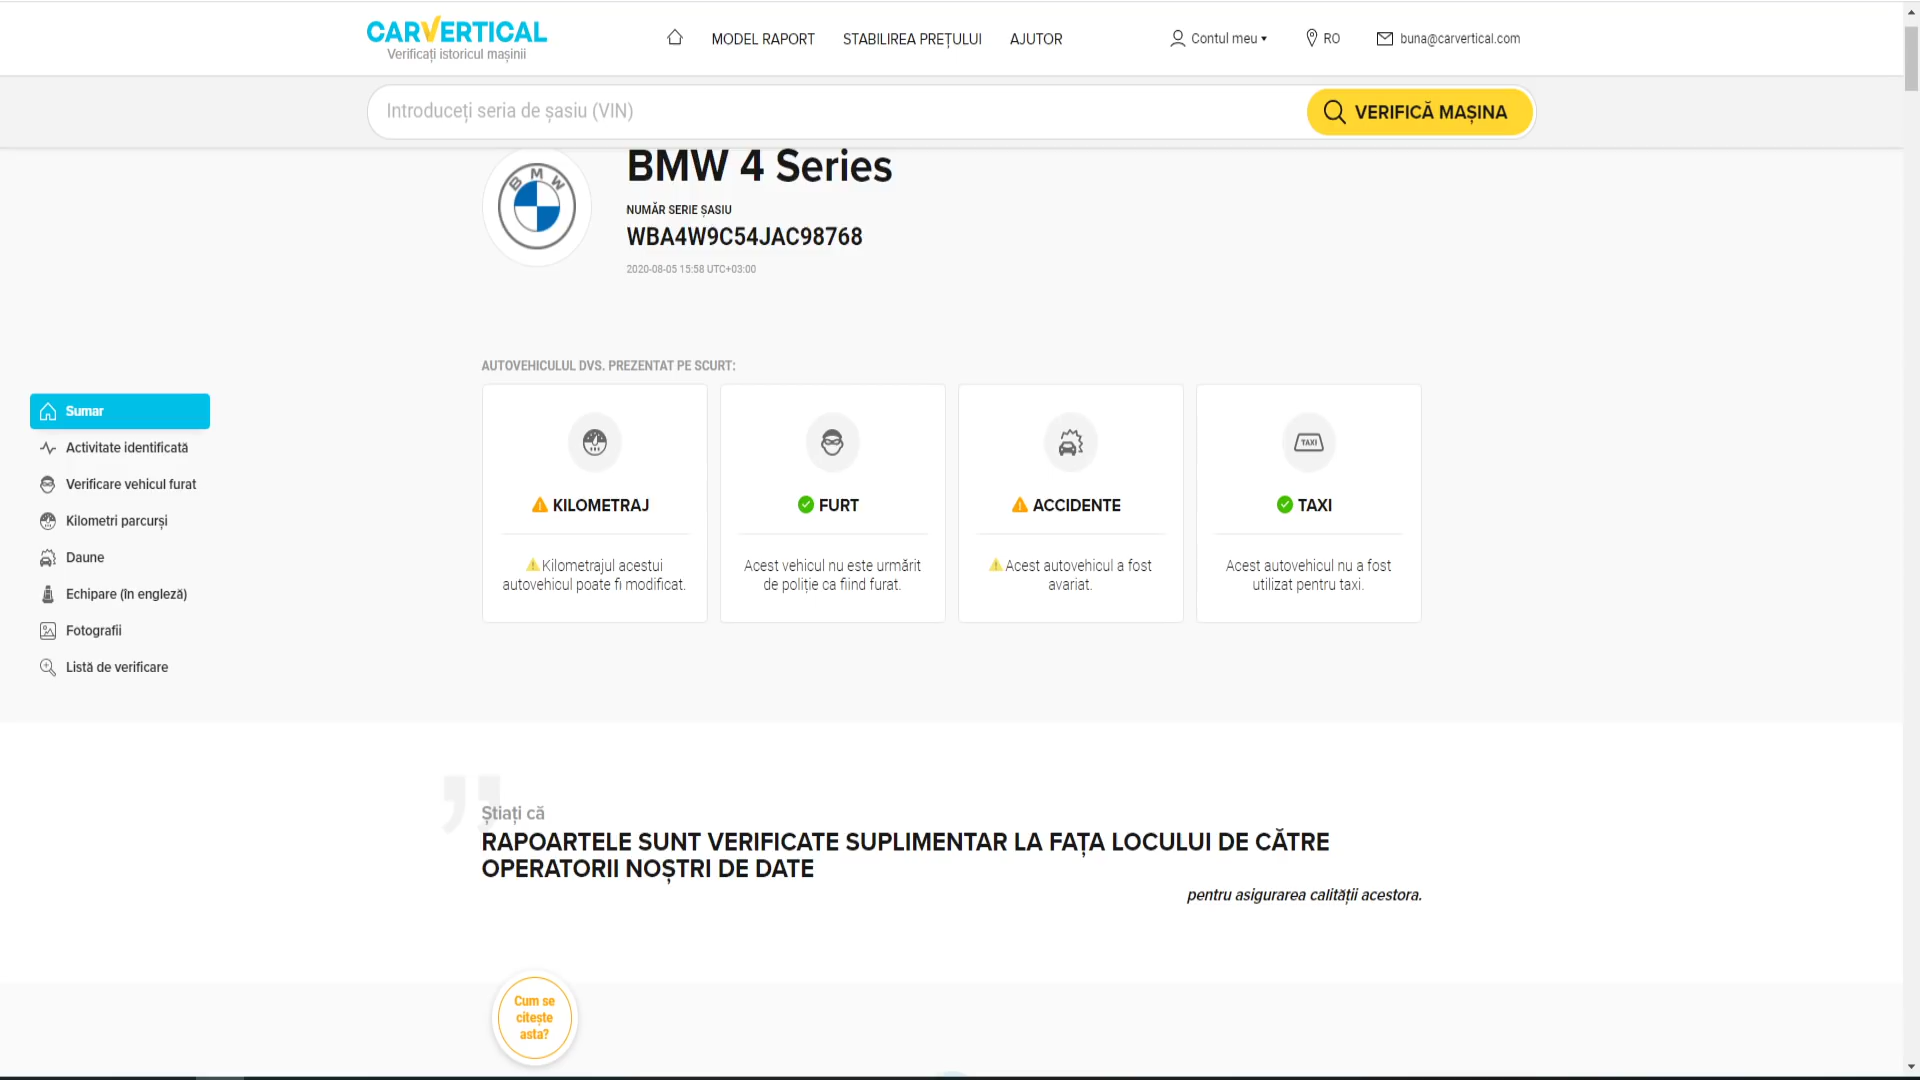 CARVERTICAL
Verificați istoricul mașinii
MODEL RAPORT
STABILIREA PREȚULUI
AJUTOR
Contul meu
RO
buna@carvertical.com
Introduceți seria de șasiu (VIN)
VERIFICĂ MAȘINA
BMW
BMW 4 Series
NUMĂR SERIE ȘASIU
WBA4W9C54JAC98768
2020-08-05 15:58 UTC+03:00
Sumar
Activitate identificată
Verificare vehicul furat
Kilometri parcurși
Daune
Echipare (în engleză)
Fotografii
Listă de verificare
AUTOVEHICULUL DVS. PREZENTAT PE SCURT:
KILOMETRAJ
Kilometrajul acestui
autovehicul poate fi modificat.
FURT
Acest vehicul nu este urmărit
de poliție ca fiind furat.
ACCIDENTE
Acest autovehicul a fost
avariat.
TAXI
TAXI
Acest autovehicul nu a fost
utilizat pentru taxi.
Știați că
RAPOARTELE SUNT VERIFICATE SUPLIMENTAR LA FAȚA LOCULUI DE CĂTRE
OPERATORII NOȘTRI DE DATE
pentru asigurarea calității acestora.
Cum se
citește
asta?